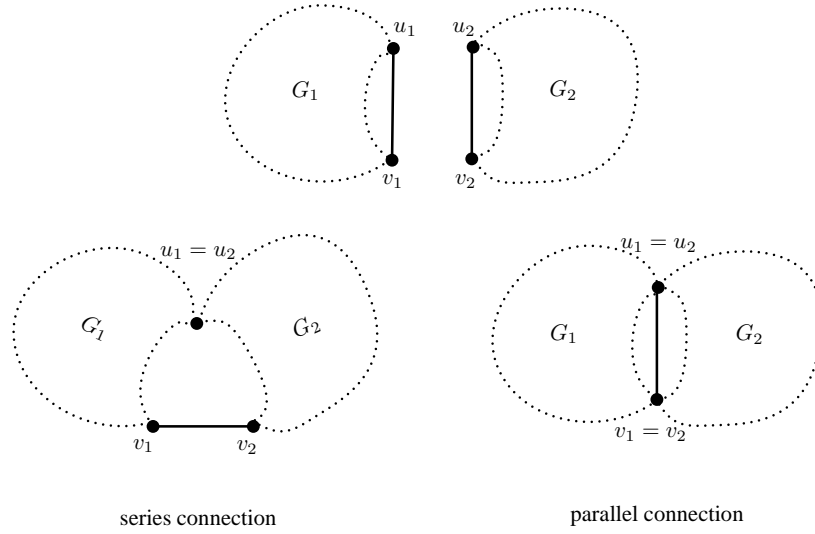 u₁ u₂
G₁ G₂
v₁ v₂
u₁ = u₂ u₁ = u₂
G₁ G₂ G₁ G₂
v₁ v₂ v₁ = v₂
series connection parallel connection